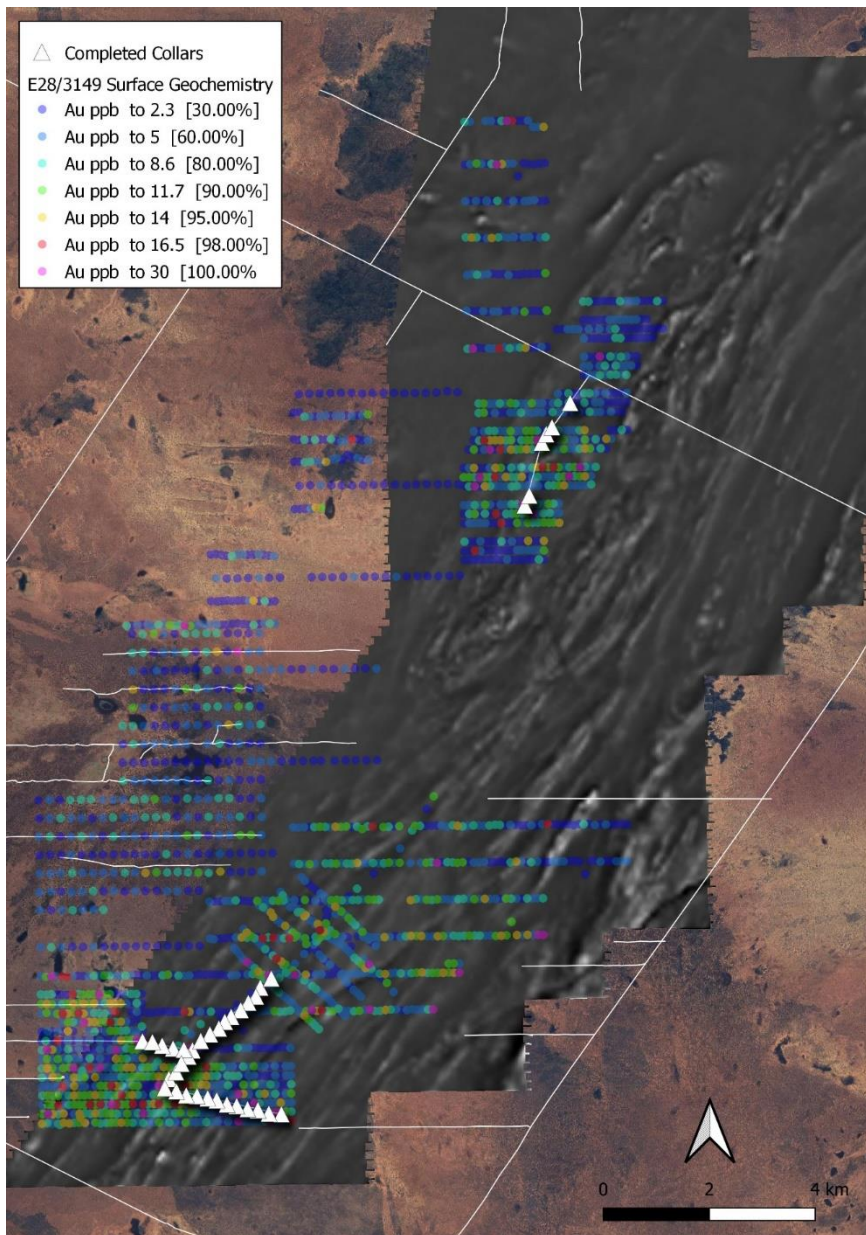 Completed Collars
E28/3149 Surface Geochemistry
Au ppb to 2.3 [30.00%]
Au ppb to 5 [60.00%]
Au ppb to 8.6 [80.00%]
Au ppb to 11.7 [90.00%]
Au ppb to 14 [95.00%]
Au ppb to 16.5 [98.00%]
Au ppb to 30 [100.00%
0 2 4 km